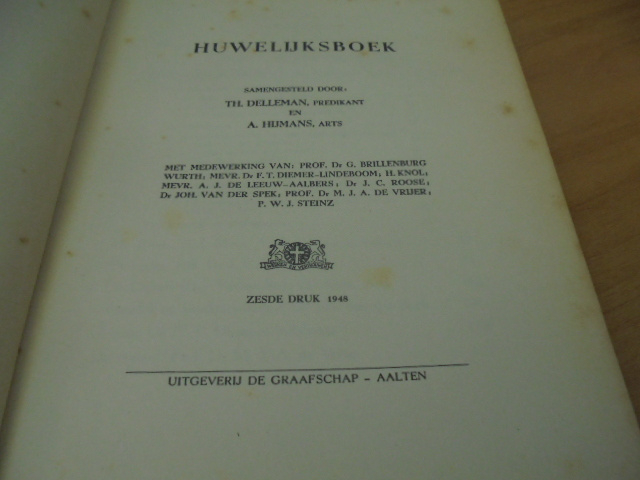 HUWELIJKSBOEK
SAMENGESTELD DOOR:
TH. DELLEMAN, PREDIKANT
EN
A. HIJMANS, ARTS
MET MEDEWERKING VAN: PROF. Dr G. BRILLENBURG
WURTH; MEVR. Dr F. T. DIEMER-LINDEBOOM; H. KNOL;
MEVR. A. J. DE LEEUW-AALBERS; Dr J. C. ROOSE;
Dr JOH. VAN DER SPEK; PROF. Dr M. J. A. DE VRIJER;
P. W. J. STEINZ
ZESDE DRUK 1948
UITGEVERIJ DE GRAAFSCHAP - AALTEN